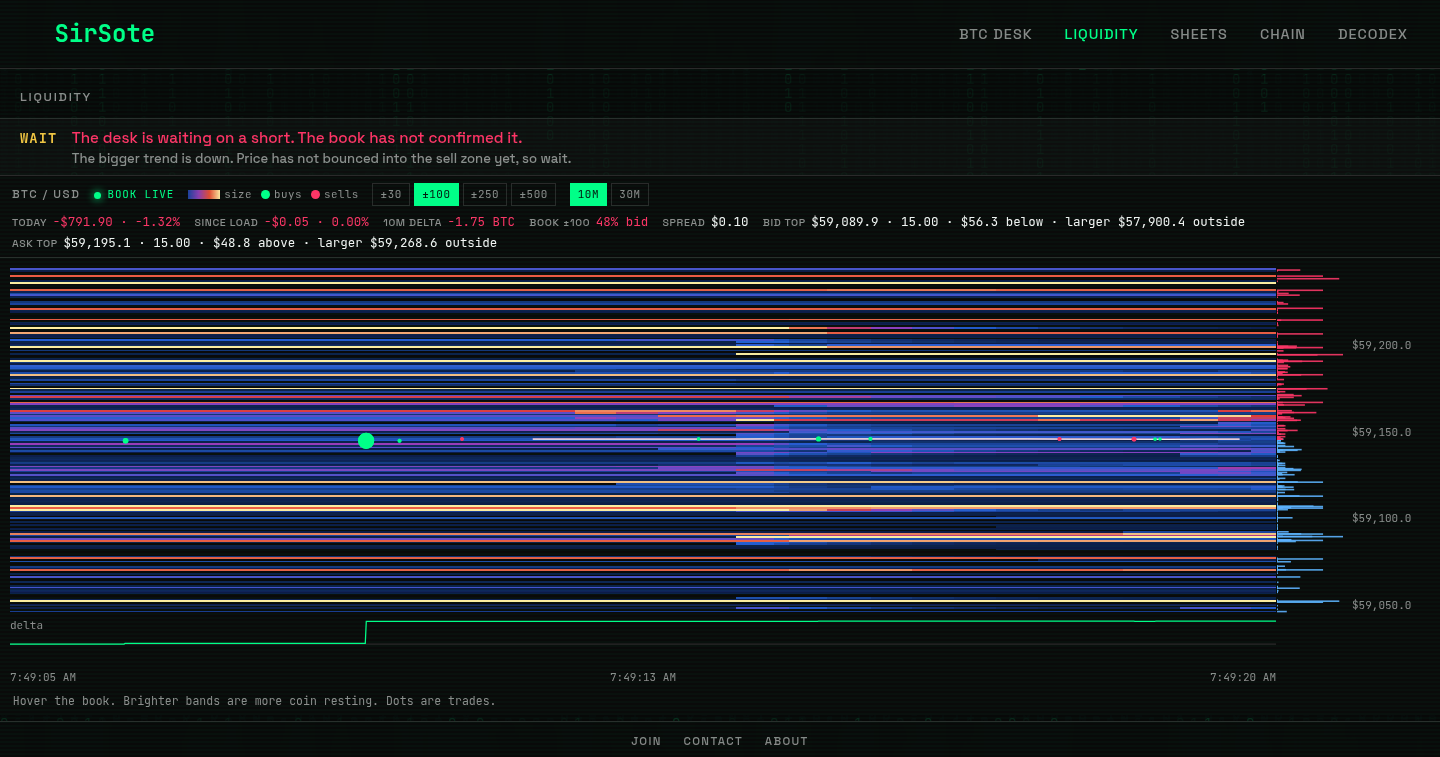 SirSote
BTC DESK LIQUIDITY SHEETS CHAIN DECODEX
LIQUIDITY
WAIT The desk is waiting on a short. The book has not confirmed it.
The bigger trend is down. Price has not bounced into the sell zone yet, so wait.
BTC / USD BOOK LIVE size buys sells ±30 ±100 ±250 ±500 10M 30M
TODAY -$791.90 · -1.32% SINCE LOAD -$0.05 · 0.00% 10M DELTA -1.75 BTC BOOK ±100 48% bid SPREAD $0.10 BID TOP $59,089.9 · 15.00 · $56.3 below · larger $57,900.4 outside
ASK TOP $59,195.1 · 15.00 · $48.8 above · larger $59,268.6 outside
$59,200.0
$59,150.0
$59,100.0
$59,050.0
delta
7:49:05 AM 7:49:13 AM 7:49:20 AM
Hover the book. Brighter bands are more coin resting. Dots are trades.
JOIN CONTACT ABOUT